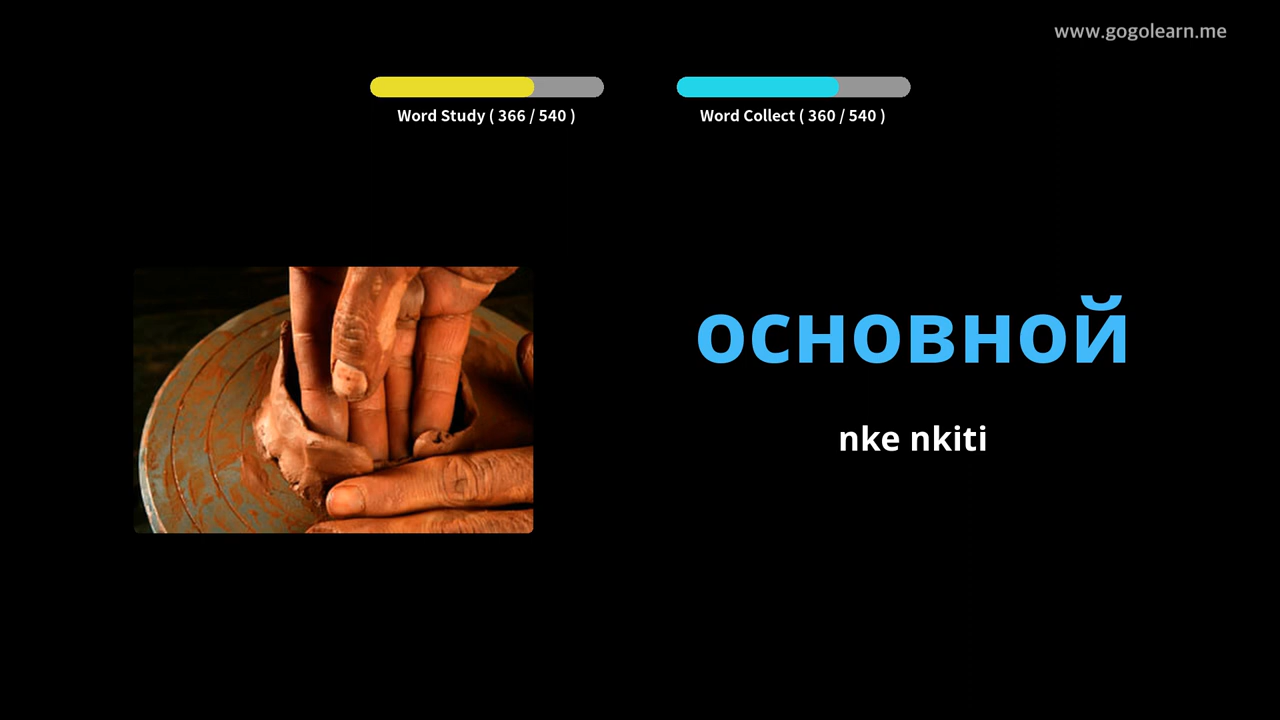 www.gogolearn.me
Word Study ( 366 / 540 )
Word Collect ( 360 / 540 )
основной
nke nkiti